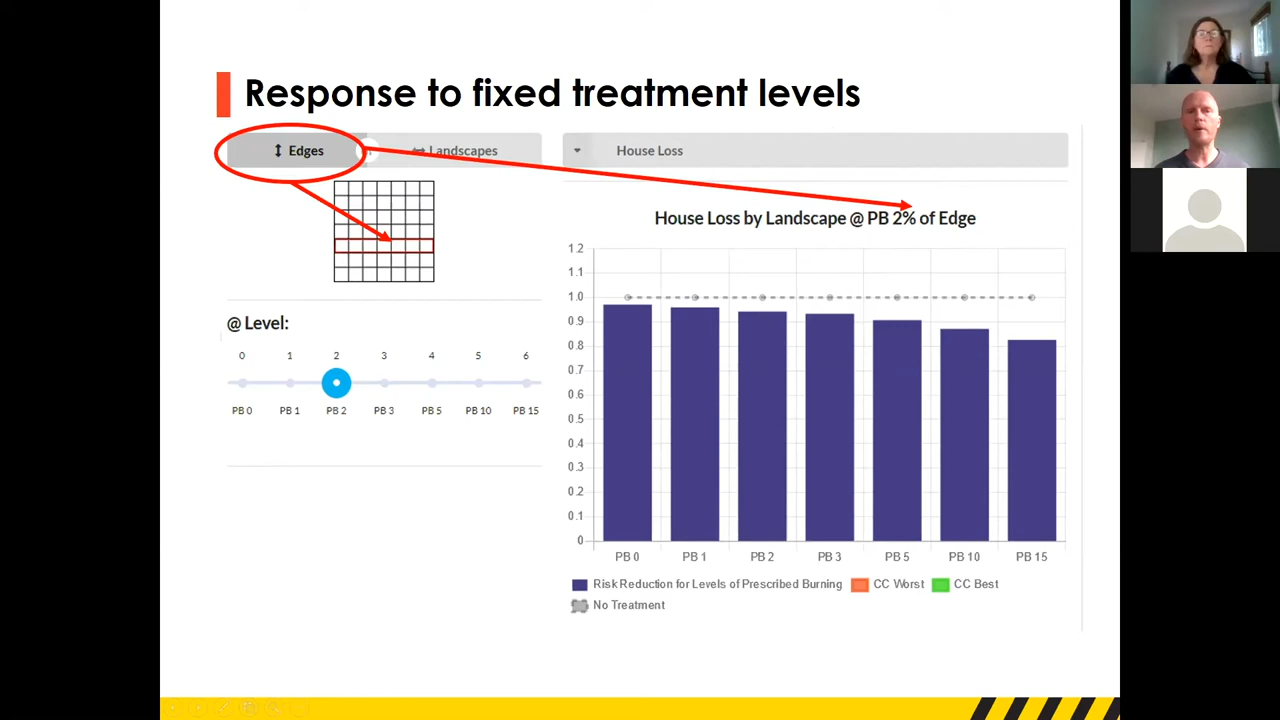 Response to fixed treatment levels
Edges
Landscapes
House Loss
House Loss by Landscape @ PB 2% of Edge
@ Level:
0 1 2 3 4 5 6
PB 0 PB 1 PB 2 PB 3 PB 5 PB 10 PB 15
1.2
1.1
1.0
0.9
0.8
0.7
0.6
0.5
0.4
0.3
0.2
0.1
0
PB 0 PB 1 PB 2 PB 3 PB 5 PB 10 PB 15
Risk Reduction for Levels of Prescribed Burning CC Worst CC Best
No Treatment